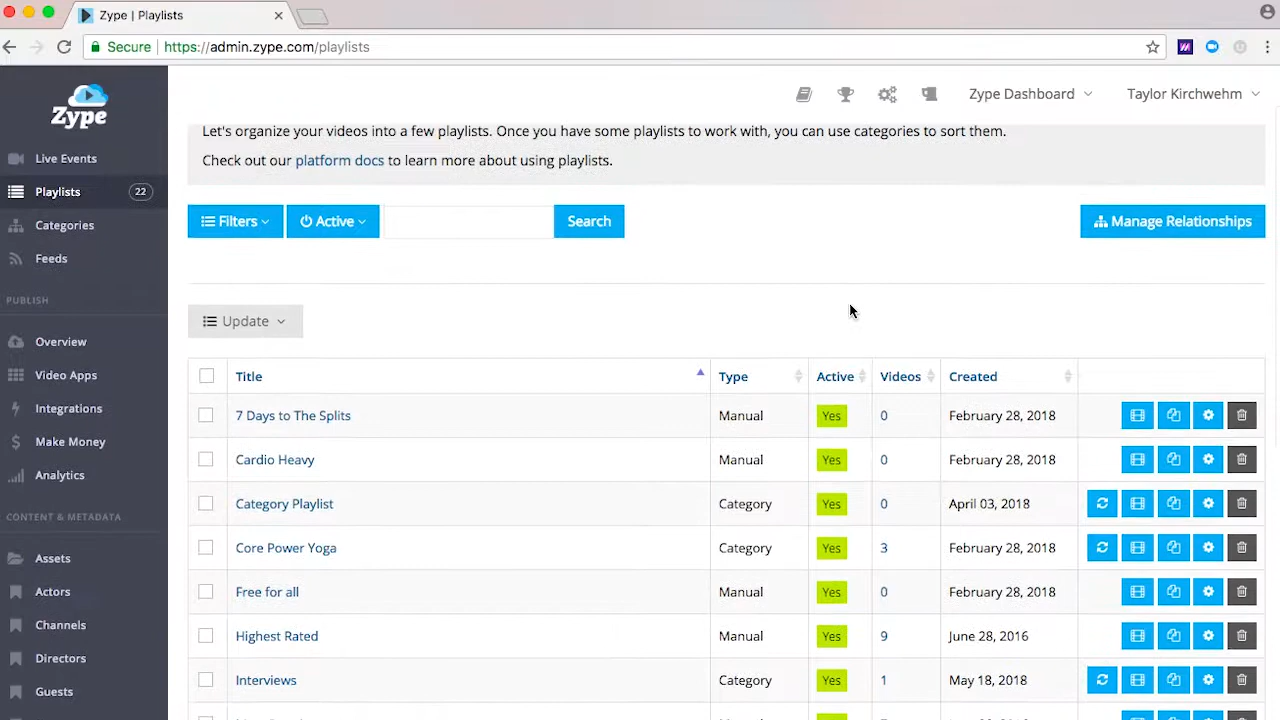 Zype | Playlists
Secure https://admin.zype.com/playlists
Zype
Zype Dashboard Taylor Kirchwehm
Let's organize your videos into a few playlists. Once you have some playlists to work with, you can use categories to sort them.
Check out our platform docs to learn more about using playlists.
Live Events
Playlists 22
Categories
Feeds
PUBLISH
Overview
Video Apps
Integrations
Make Money
Analytics
CONTENT & METADATA
Assets
Actors
Channels
Directors
Guests
Filters Active Search Manage Relationships
Update
Title Type Active Videos Created
7 Days to The Splits Manual Yes 0 February 28, 2018
Cardio Heavy Manual Yes 0 February 28, 2018
Category Playlist Category Yes 0 April 03, 2018
Core Power Yoga Category Yes 3 February 28, 2018
Free for all Manual Yes 0 February 28, 2018
Highest Rated Manual Yes 9 June 28, 2016
Interviews Category Yes 1 May 18, 2018